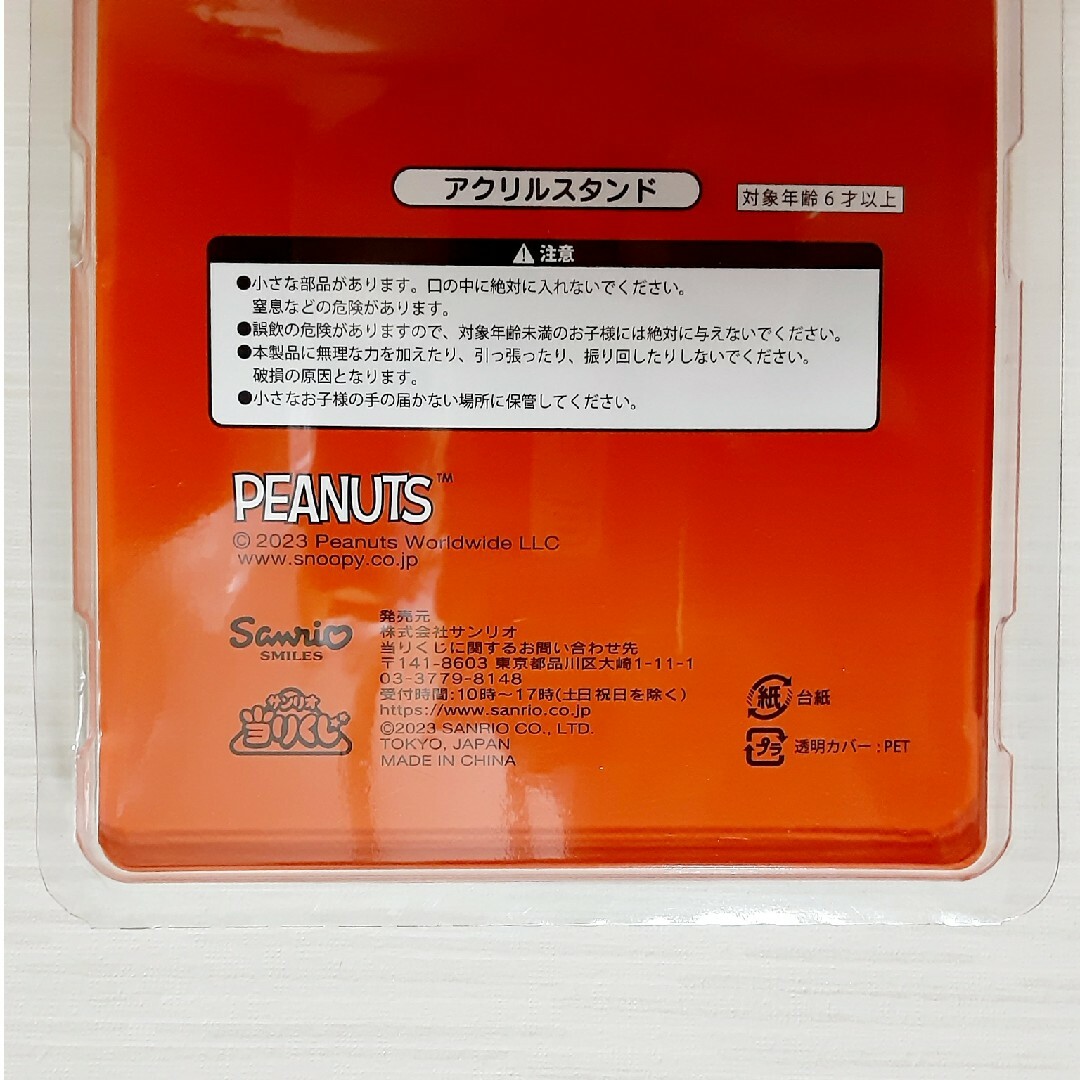 アクリルスタンド
対象年齢6才以上
注意
●小さな部品があります。口の中に絶対に入れないでください。
窒息などの危険があります。
●誤飲の危険がありますので、対象年齢未満のお子様には絶対に与えないでください。
●本製品に無理な力を加えたり、引っ張ったり、振り回したりしないでください。
破損の原因となります。
●小さなお子様の手の届かない場所に保管してください。
PEANUTS™
© 2023 Peanuts Worldwide LLC
www.snoopy.co.jp
Sanrio
SMILES
サンリオ
当りくじ
発売元
株式会社サンリオ
当りくじに関するお問い合わせ先
〒141-8603 東京都品川区大崎1-11-1
03-3779-8148
受付時間:10時〜17時(土日祝日を除く)
https://www.sanrio.co.jp
©2023 SANRIO CO., LTD.
TOKYO, JAPAN
MADE IN CHINA
紙 台紙
プラ 透明カバー:PET